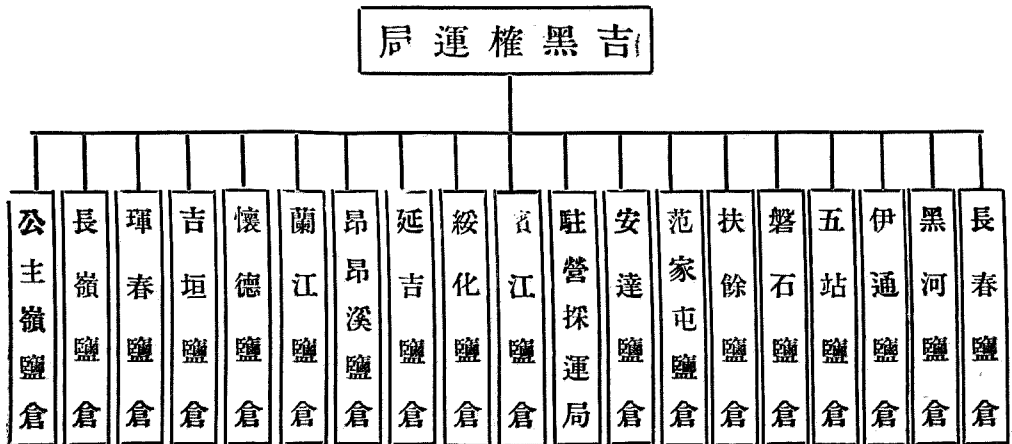 吉黑榷運局
長春鹽倉
黑河鹽倉
伊通鹽倉
五站鹽倉
磐石鹽倉
扶餘鹽倉
范家屯鹽倉
安達鹽倉
駐營採運局
濱江鹽倉
綏化鹽倉
延吉鹽倉
昂昂溪鹽倉
蘭江鹽倉
懷德鹽倉
吉垣鹽倉
琿春鹽倉
長嶺鹽倉
公主嶺鹽倉